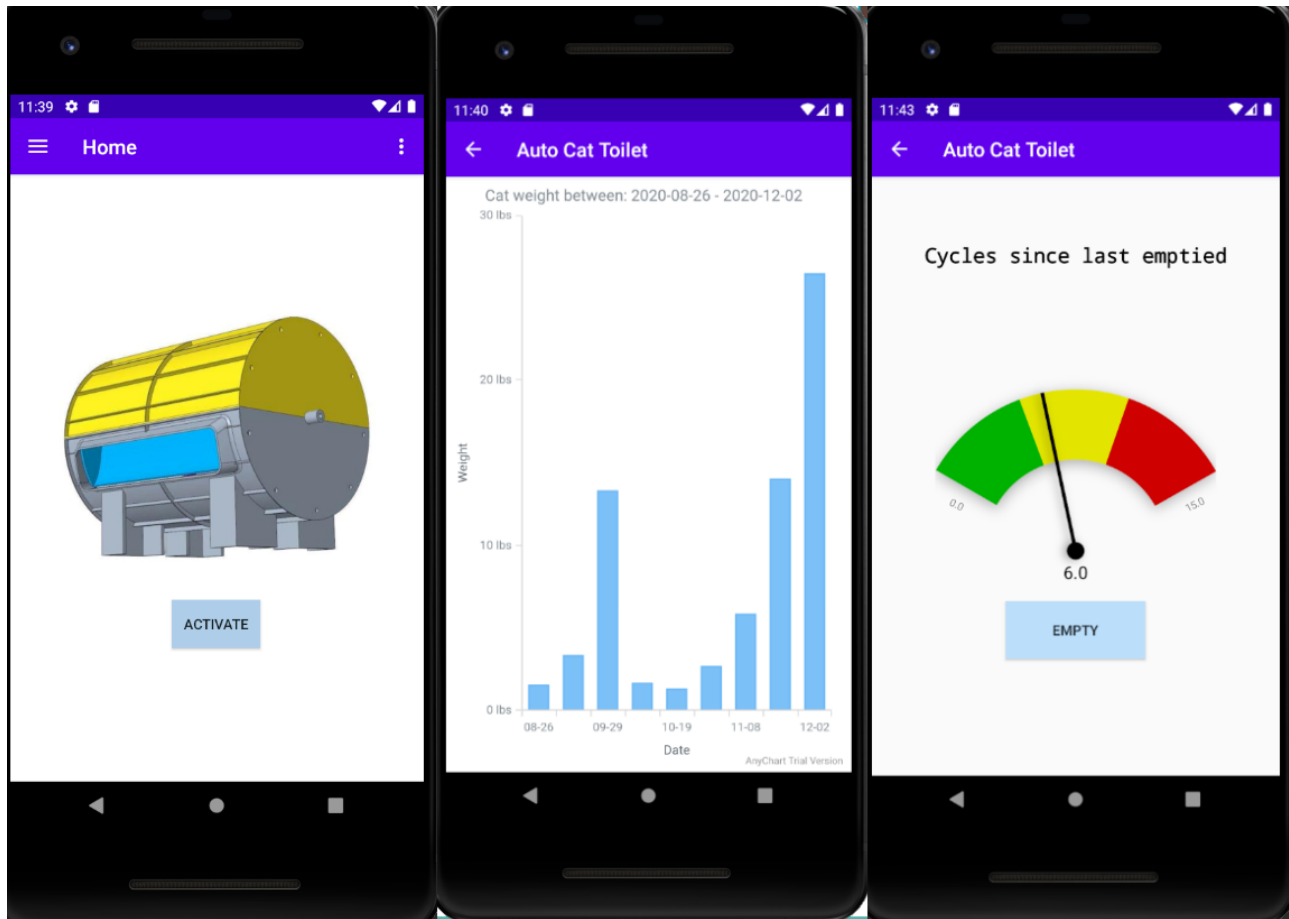 11:39
Home
ACTIVATE
11:40
Auto Cat Toilet
Cat weight between: 2020-08-26 - 2020-12-02
30 lbs
20 lbs
Weight
10 lbs
0 lbs
08-26 09-29 10-19 11-08 12-02
Date
AnyChart Trial Version
11:43
Auto Cat Toilet
Cycles since last emptied
0.0 15.0
6.0
EMPTY